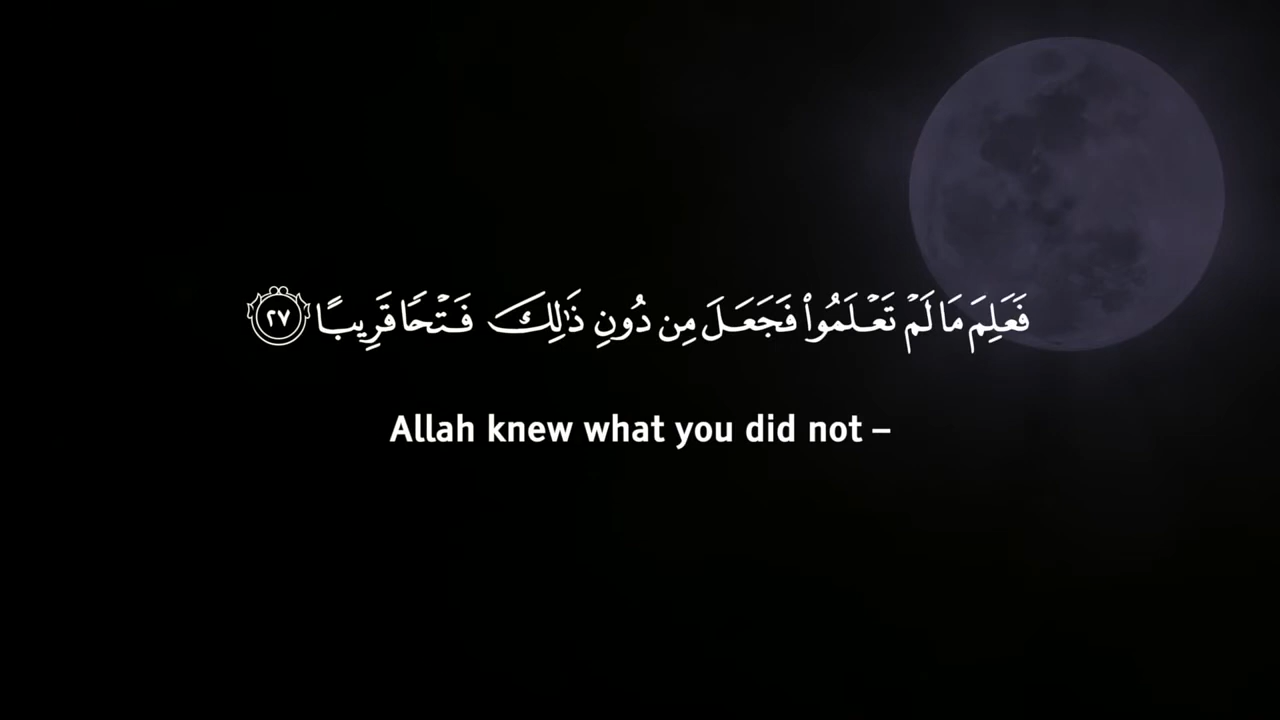 فَعَلِمَ مَا لَمْ تَعْلَمُوا۟ فَجَعَلَ مِن دُونِ ذَٰلِكَ فَتْحًا قَرِيبًا ٢٧
Allah knew what you did not –